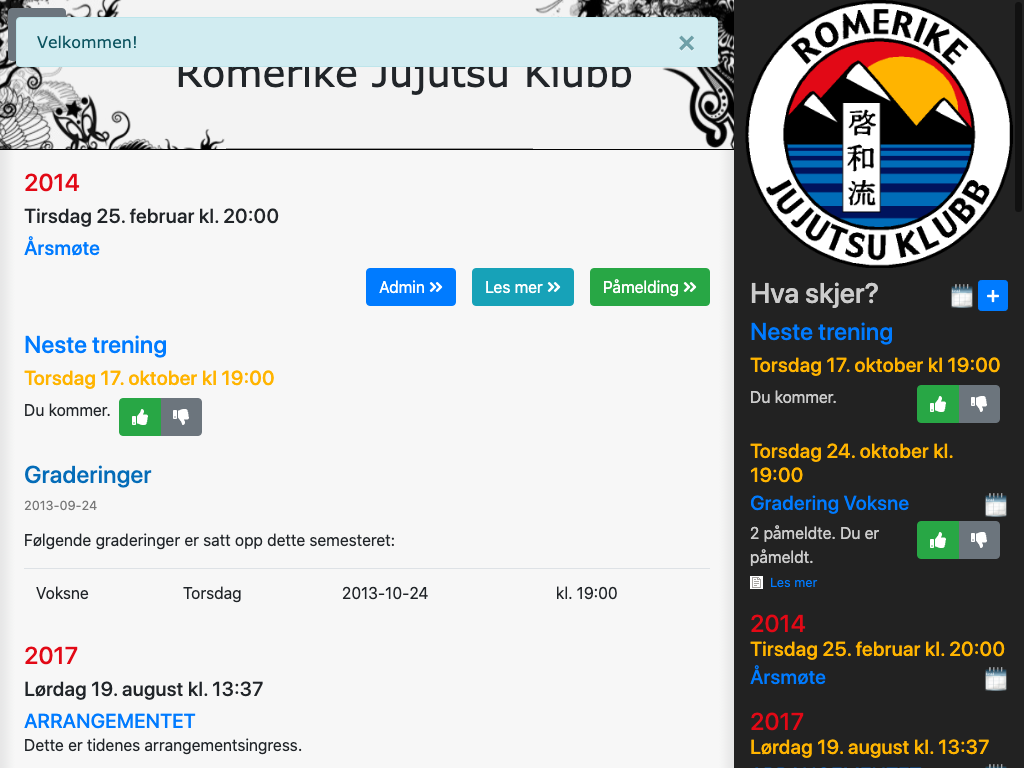 Velkommen!
×
Romerike Jujutsu Klubb
2014
Tirsdag 25. februar kl. 20:00
Årsmøte
Admin »
Les mer »
Påmelding »
Neste trening
Torsdag 17. oktober kl 19:00
Du kommer.
Graderinger
2013-09-24
Følgende graderinger er satt opp dette semesteret:
Voksne Torsdag 2013-10-24 kl. 19:00
2017
Lørdag 19. august kl. 13:37
ARRANGEMENTET
Dette er tidenes arrangementsingress.
ROMERIKE
啓和流
JUJUTSU KLUBB
Hva skjer?
+
Neste trening
Torsdag 17. oktober kl 19:00
Du kommer.
Torsdag 24. oktober kl.
19:00
Gradering Voksne
2 påmeldte. Du er
påmeldt.
Les mer
2014
Tirsdag 25. februar kl. 20:00
Årsmøte
2017
Lørdag 19. august kl. 13:37